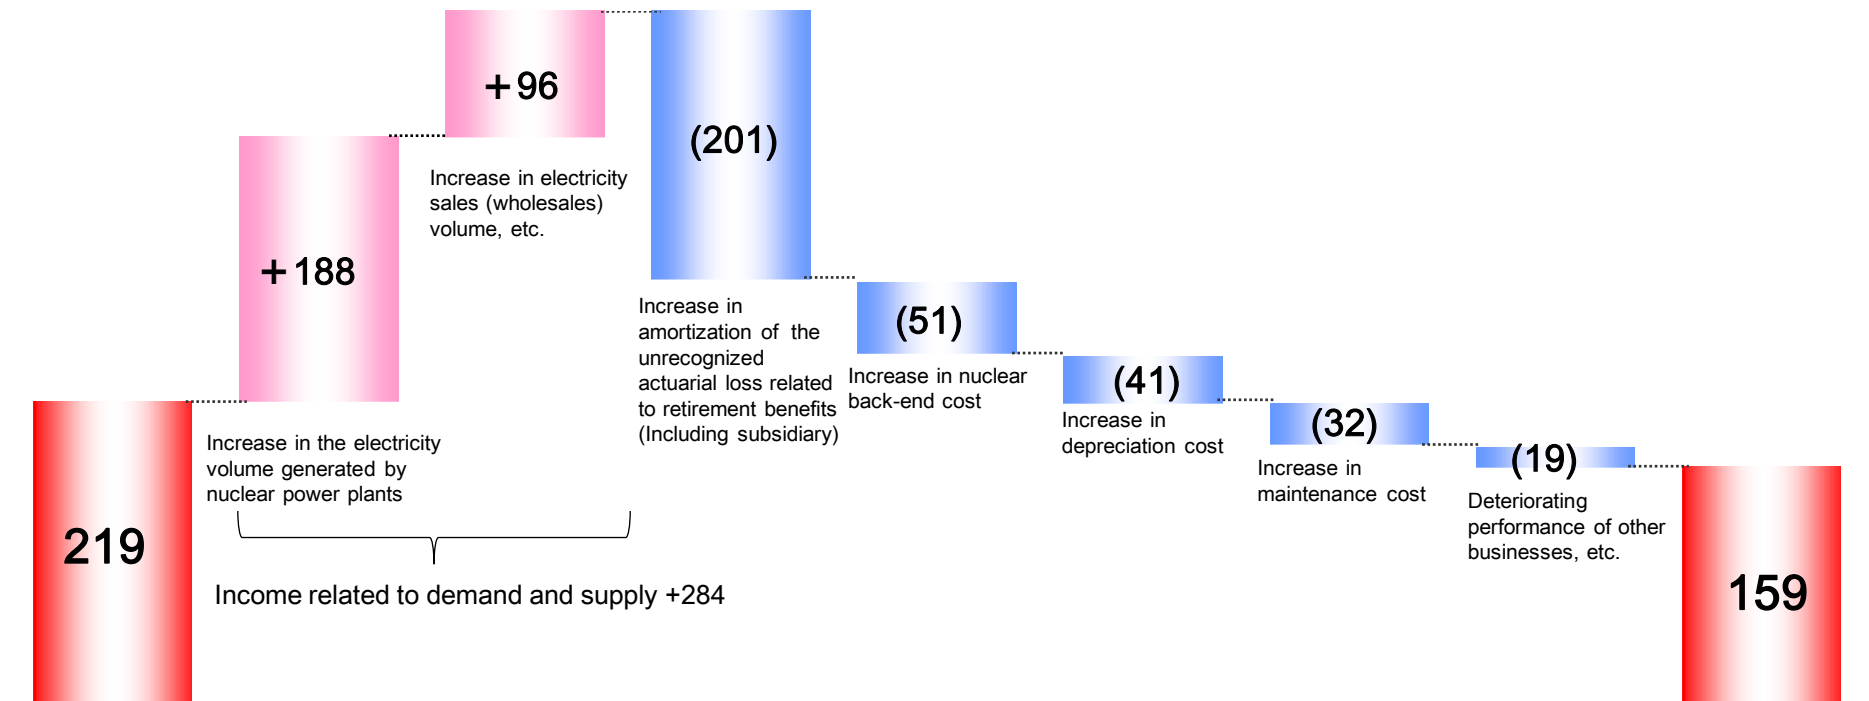 219
+188
Increase in the electricity
volume generated by
nuclear power plants
+96
Increase in electricity
sales (wholesales)
volume, etc.
Income related to demand and supply +284
(201)
Increase in
amortization of the
unrecognized
actuarial loss related
to retirement benefits
(Including subsidiary)
(51)
Increase in nuclear
back-end cost
(41)
Increase in
depreciation cost
(32)
Increase in
maintenance cost
(19)
Deteriorating
performance of other
businesses, etc.
159